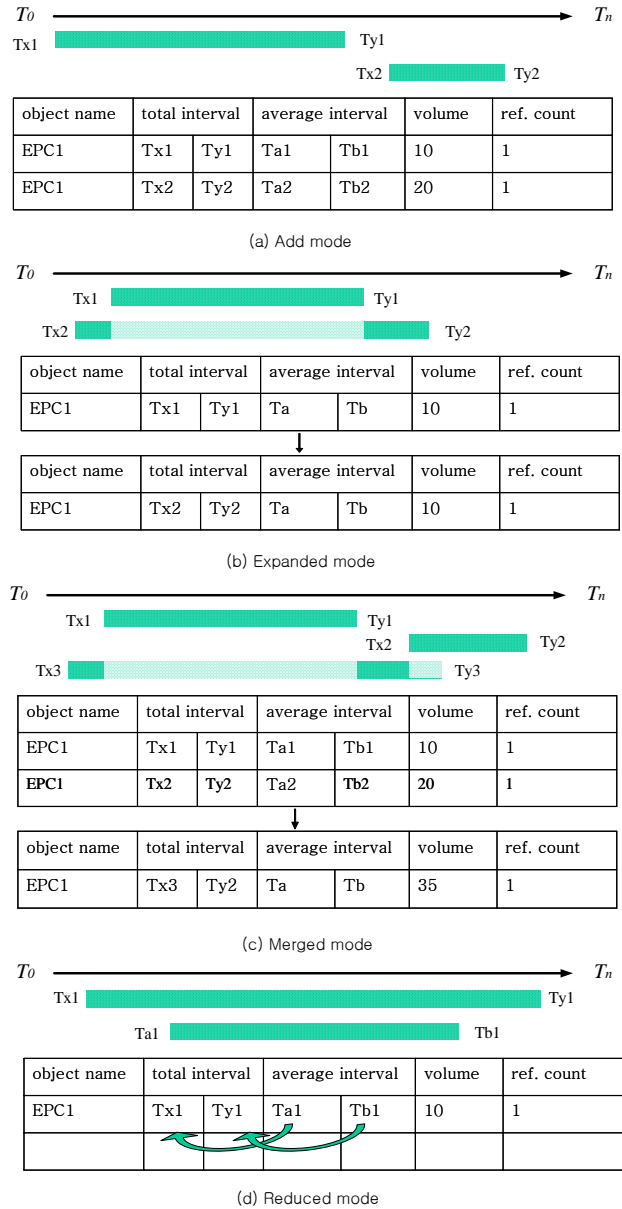 T0 Tn
Tx1 Ty1
Tx2 Ty2
object name total interval average interval volume ref. count
EPC1 Tx1 Ty1 Ta1 Tb1 10 1
EPC1 Tx2 Ty2 Ta2 Tb2 20 1
(a) Add mode
T0 Tn
Tx1 Ty1
Tx2 Ty2
object name total interval average interval volume ref. count
EPC1 Tx1 Ty1 Ta Tb 10 1
object name total interval average interval volume ref. count
EPC1 Tx2 Ty2 Ta Tb 10 1
(b) Expanded mode
T0 Tn
Tx1 Ty1
Tx2 Ty2
Tx3 Ty3
object name total interval average interval volume ref. count
EPC1 Tx1 Ty1 Ta1 Tb1 10 1
EPC1 Tx2 Ty2 Ta2 Tb2 20 1
object name total interval average interval volume ref. count
EPC1 Tx3 Ty2 Ta Tb 35 1
(c) Merged mode
T0 Tn
Tx1 Ty1
Ta1 Tb1
object name total interval average interval volume ref. count
EPC1 Tx1 Ty1 Ta1 Tb1 10 1
(d) Reduced mode